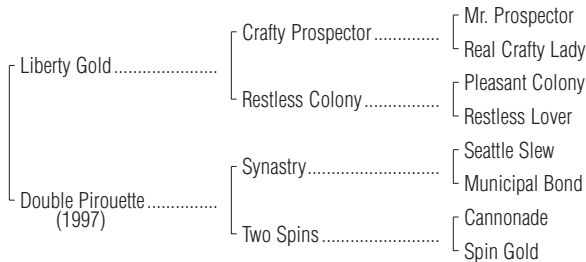 Mr. Prospector
Crafty Prospector..............
Real Crafty Lady
Liberty Gold......................
Pleasant Colony
Restless Colony................
Restless Lover
Seattle Slew
Synastry............................
Municipal Bond
Double Pirouette...............
(1997)
Cannonade
Two Spins.........................
Spin Gold